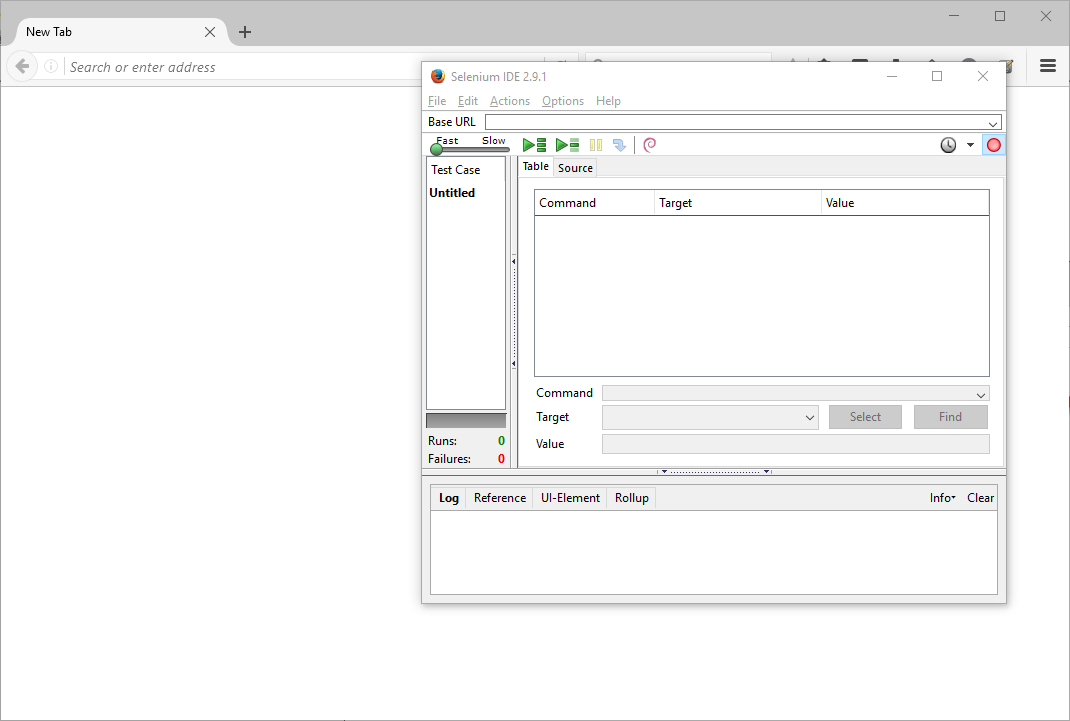 New Tab
Search or enter address
Selenium IDE 2.9.1
File Edit Actions Options Help
Base URL
Fast Slow
Test Case
Untitled
Table Source
Command Target Value
Command
Target Select Find
Value
Runs: 0
Failures: 0
Log Reference UI-Element Rollup Info Clear